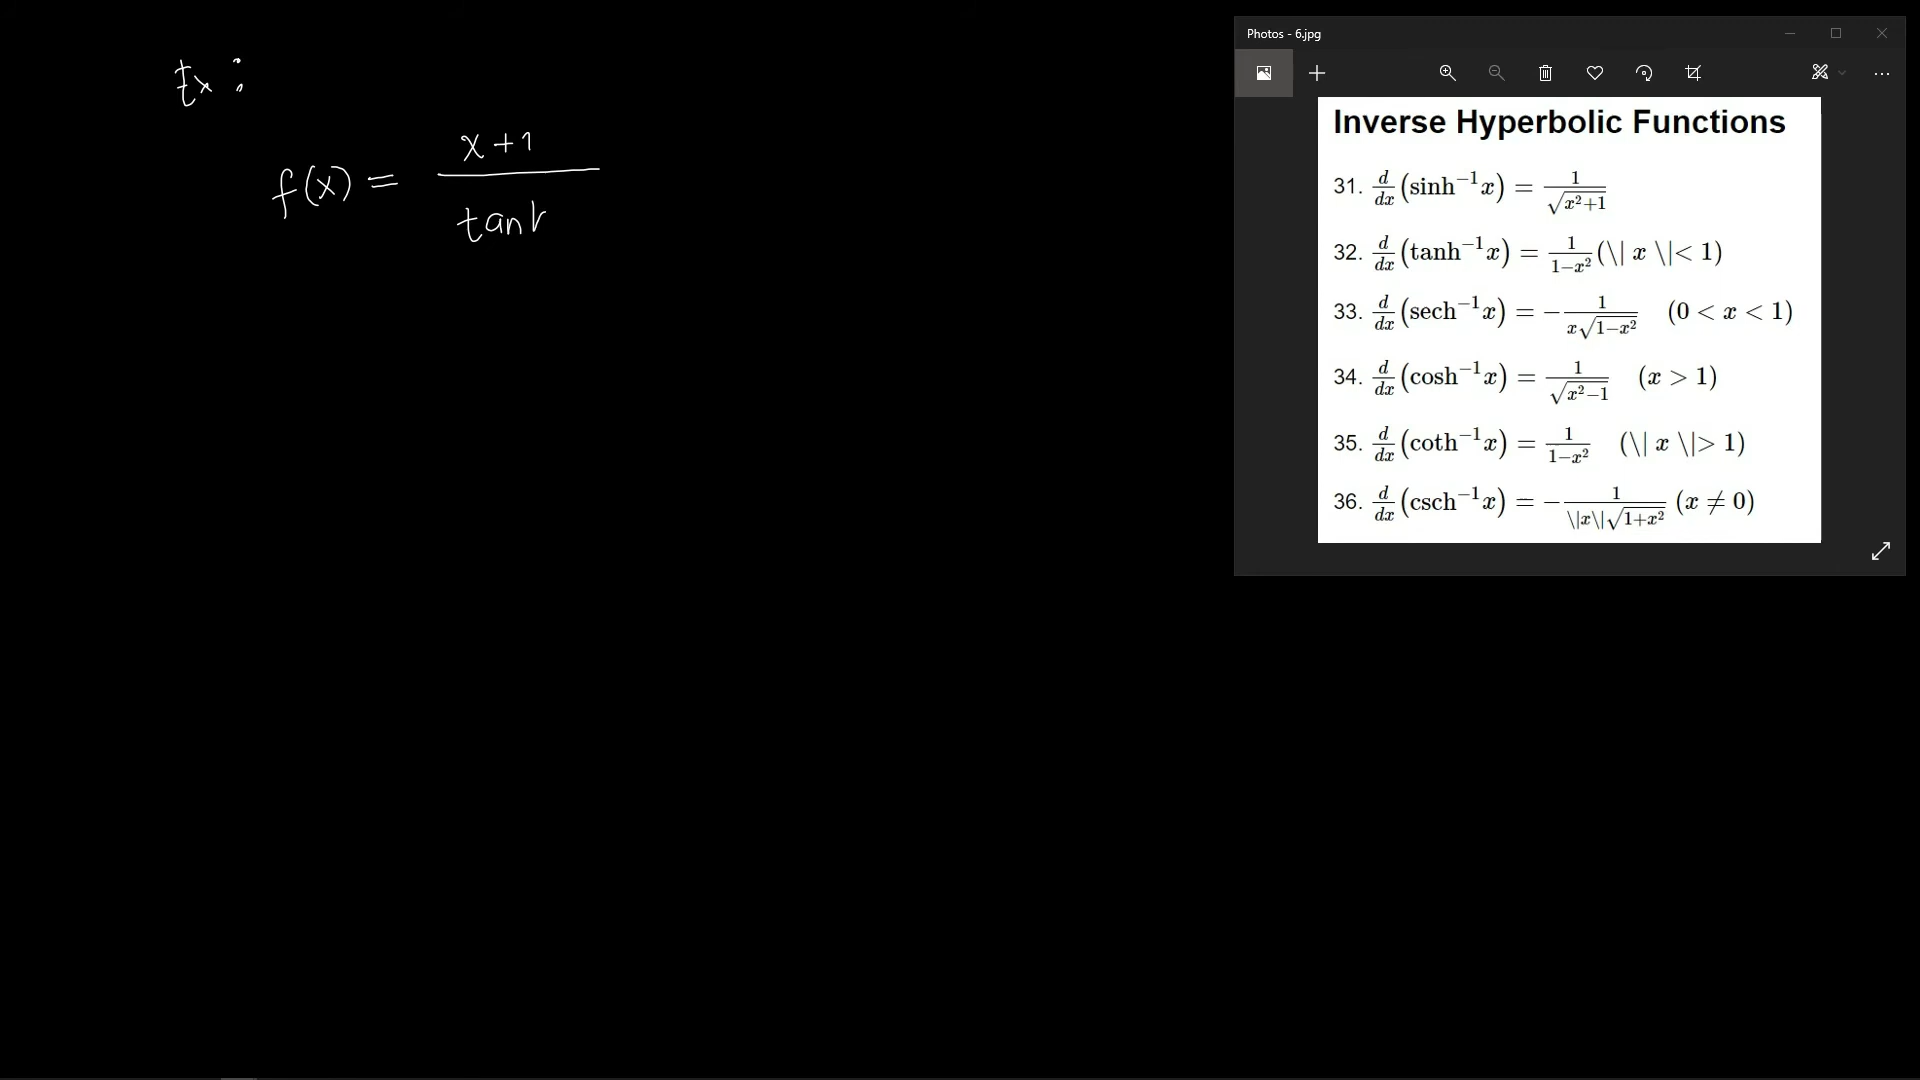 Ex :
f(x) = x+1 / tanh
Photos - 6.jpg
Inverse Hyperbolic Functions
31. d/dx (sinh⁻¹x) = 1/√(x²+1)
32. d/dx (tanh⁻¹x) = 1/(1−x²) (\| x \|< 1)
33. d/dx (sech⁻¹x) = −1/(x√(1−x²)) (0 < x < 1)
34. d/dx (cosh⁻¹x) = 1/√(x²−1) (x > 1)
35. d/dx (coth⁻¹x) = 1/(1−x²) (\| x \|> 1)
36. d/dx (csch⁻¹x) = −1/(\|x\|√(1+x²)) (x ≠ 0)